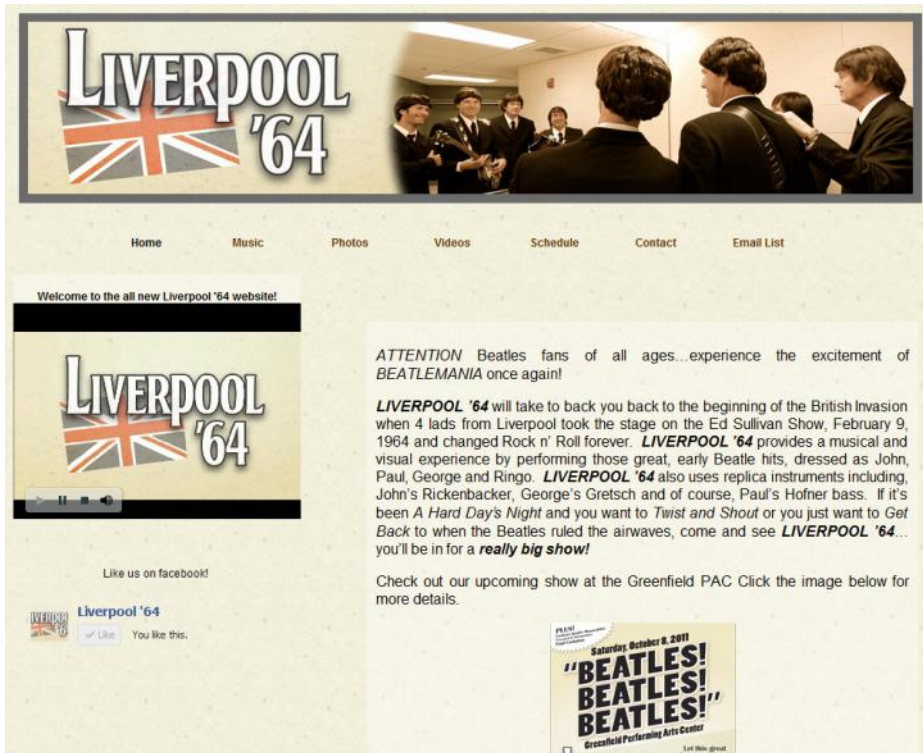 LIVERPOOL
'64
Home Music Photos Videos Schedule Contact Email List
Welcome to the all new Liverpool '64 website!
LIVERPOOL
'64
Like us on facebook!
Liverpool '64
Like You like this.
ATTENTION Beatles fans of all ages...experience the excitement of
BEATLEMANIA once again!
LIVERPOOL '64 will take to back you back to the beginning of the British Invasion
when 4 lads from Liverpool took the stage on the Ed Sullivan Show, February 9,
1964 and changed Rock n' Roll forever. LIVERPOOL '64 provides a musical and
visual experience by performing those great, early Beatle hits, dressed as John,
Paul, George and Ringo. LIVERPOOL '64 also uses replica instruments including,
John's Rickenbacker, George's Gretsch and of course, Paul's Hofner bass. If it's
been A Hard Day's Night and you want to Twist and Shout or you just want to Get
Back to when the Beatles ruled the airwaves, come and see LIVERPOOL '64...
you'll be in for a really big show!
Check out our upcoming show at the Greenfield PAC Click the image below for
more details.
PLUS!
Saturday, October 8, 2011
"BEATLES!
BEATLES!
BEATLES!"
Greenfield Performing Arts Center
Let this great